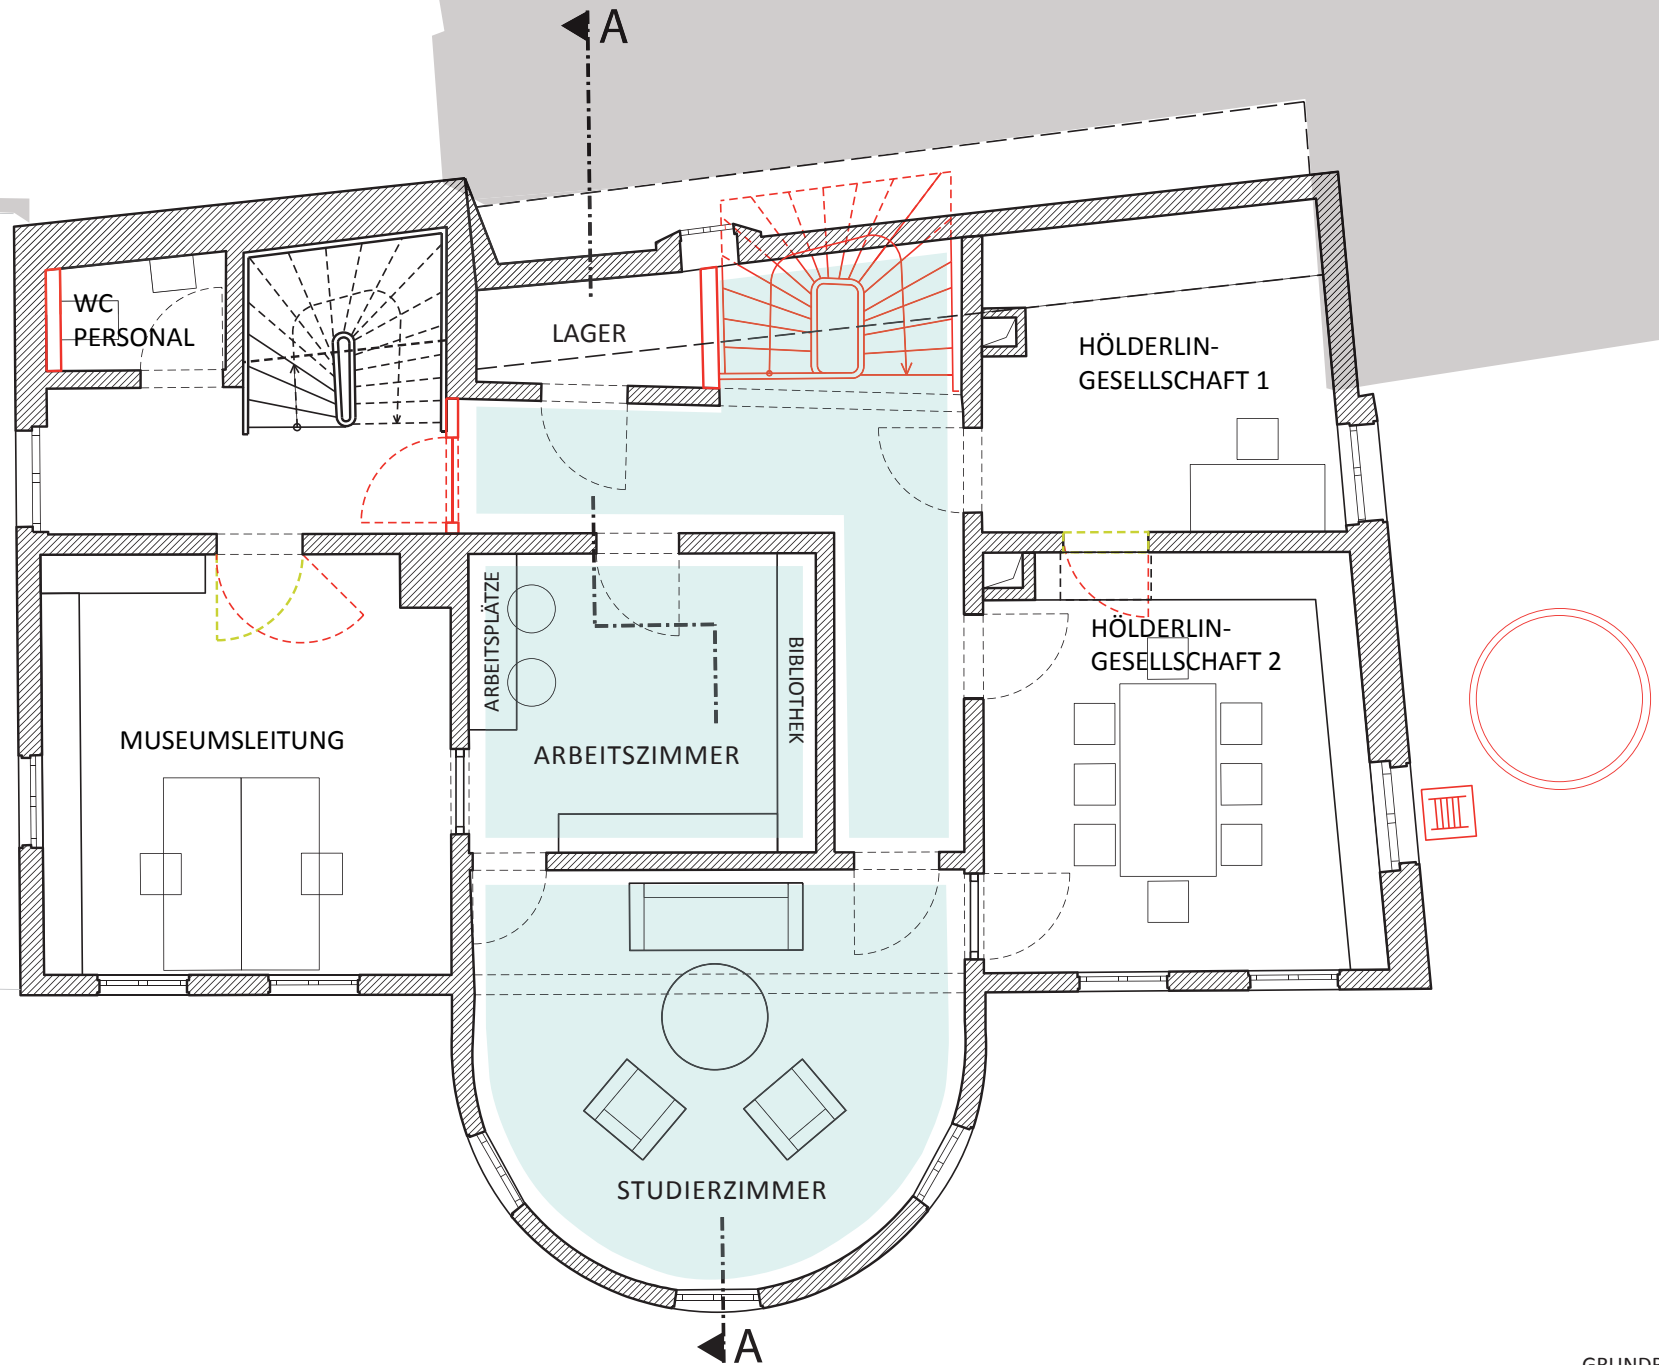 A
WC
PERSONAL
LAGER
HÖLDERLIN-
GESELLSCHAFT 1
ARBEITSPLÄTZE
BIBLIOTHEK
HÖLDERLIN-
GESELLSCHAFT 2
MUSEUMSLEITUNG
ARBEITSZIMMER
STUDIERZIMMER
A